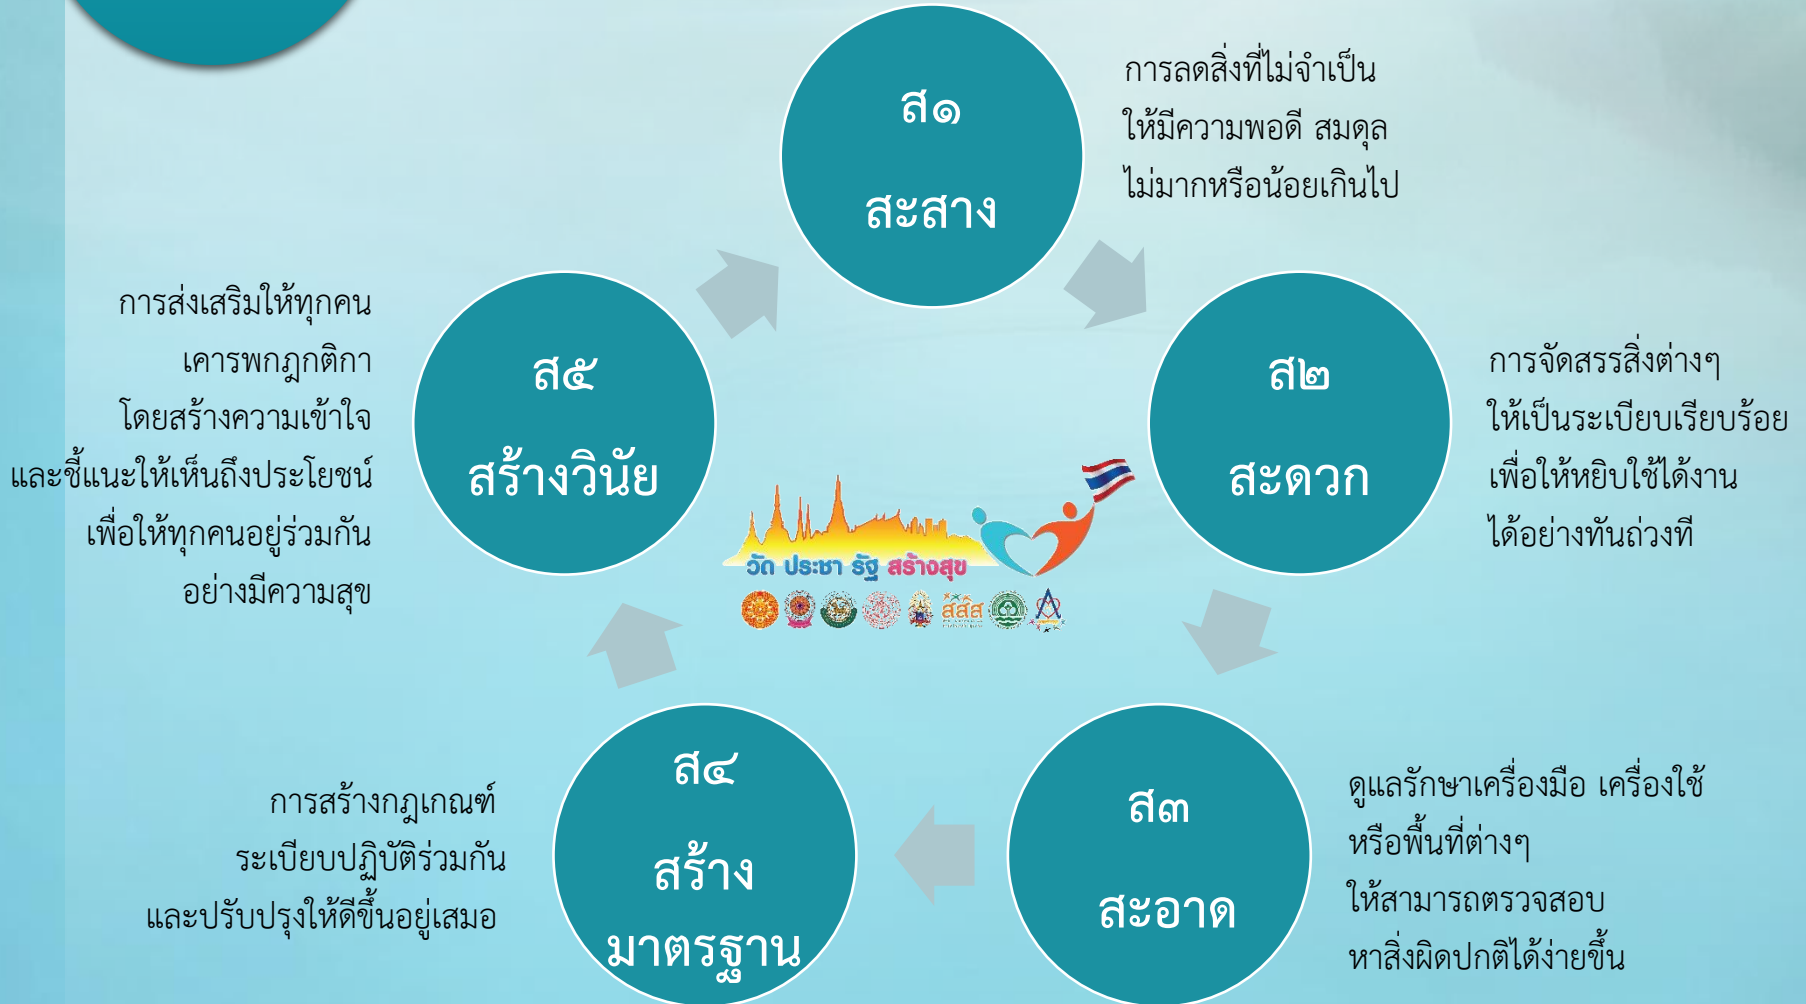 ส๑
สะสาง
การลดสิ่งที่ไม่จำเป็น
ให้มีความพอดี สมดุล
ไม่มากหรือน้อยเกินไป
ส๒
สะดวก
การจัดสรรสิ่งต่างๆ
ให้เป็นระเบียบเรียบร้อย
เพื่อให้หยิบใช้ได้งาน
ได้อย่างทันถ่วงที
ส๓
สะอาด
ดูแลรักษาเครื่องมือ เครื่องใช้
หรือพื้นที่ต่างๆ
ให้สามารถตรวจสอบ
หาสิ่งผิดปกติได้ง่ายขึ้น
ส๔
สร้าง
มาตรฐาน
การสร้างกฎเกณฑ์
ระเบียบปฏิบัติร่วมกัน
และปรับปรุงให้ดีขึ้นอยู่เสมอ
ส๕
สร้างวินัย
การส่งเสริมให้ทุกคน
เคารพกฎกติกา
โดยสร้างความเข้าใจ
และชี้แนะให้เห็นถึงประโยชน์
เพื่อให้ทุกคนอยู่ร่วมกัน
อย่างมีความสุข
วัด ประชา รัฐ สร้างสุข
สสส